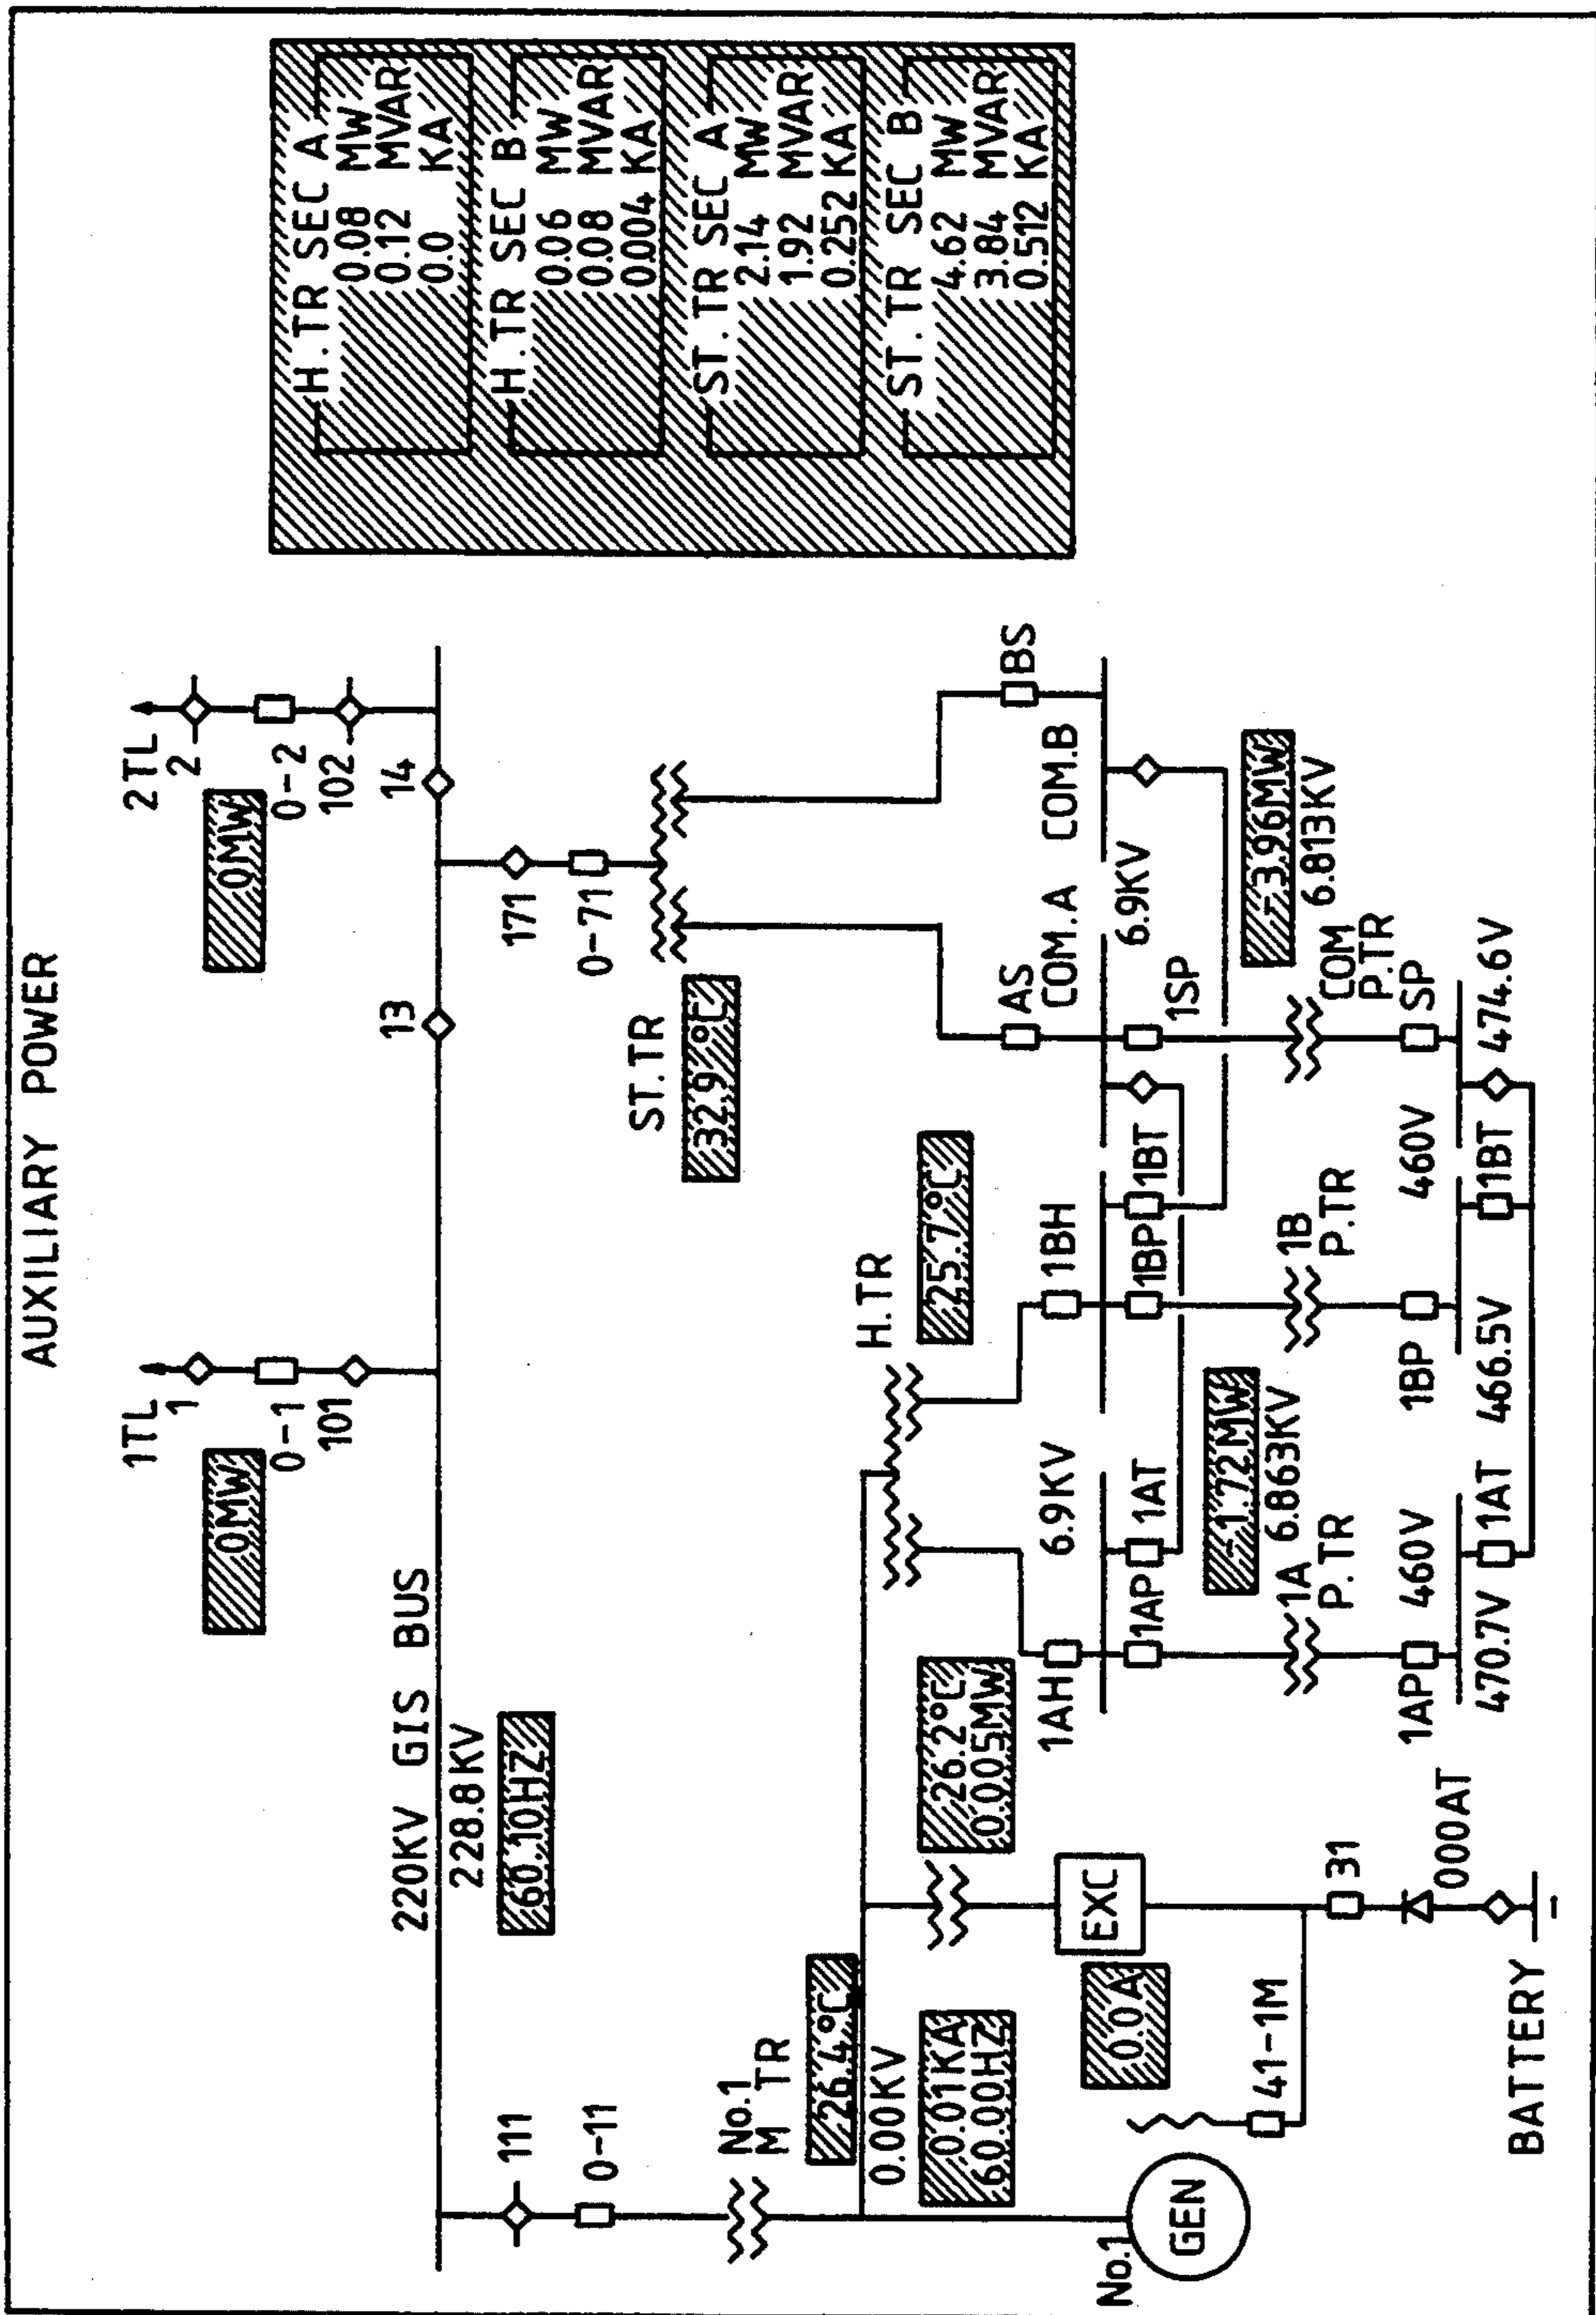 AUXILIARY POWER
1TL
1
0MW
0-1
101
2TL
2
0MW
0-2
102
220KV GIS BUS
228.8KV
60.10HZ
13
14
111
0-11
171
0-71
No.1
M TR
26.4°C
ST.TR
32.9°C
H.TR
25.7°C
0.00KV
0.01KA
60.00HZ
26.2°C
0.005MW
No.1
GEN
EXC
0.0A
41-1M
31
000AT
BATTERY
1AH
6.9KV
1BH
AS
COM.A
COM.B
BS
1AP
1AT
1BP
1BT
1SP
6.9KV
-1.72MW
6.863KV
-3.96MW
6.813KV
1A
P.TR
1B
P.TR
COM
P.TR
1AP
460V
1BP
460V
SP
470.7V
1AT
466.5V
1BT
474.6V
H.TR SEC A
0.08 MW
0.12 MVAR
0.0 KA
H.TR SEC B
0.06 MW
0.08 MVAR
0.004 KA
ST.TR SEC A
2.14 MW
1.92 MVAR
0.252 KA
ST.TR SEC B
4.62 MW
3.84 MVAR
0.512 KA